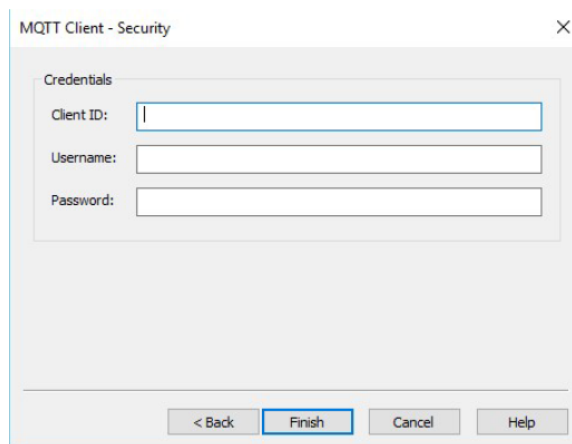 MQTT Client - Security
Credentials
Client ID:
Username:
Password:
< Back Finish Cancel Help